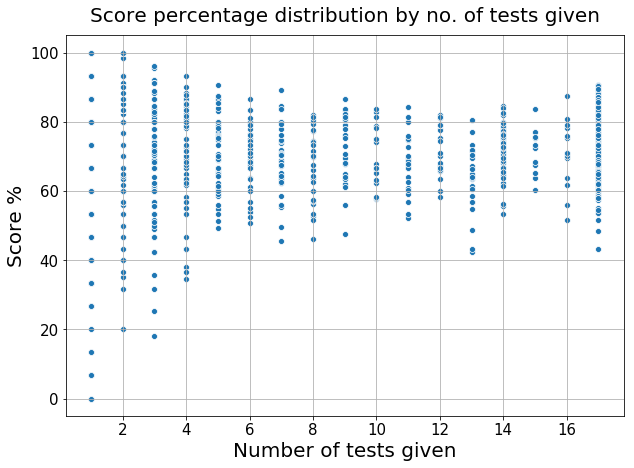 Score percentage distribution by no. of tests given
100
80
60
40
20
0
Score %
2 4 6 8 10 12 14 16
Number of tests given